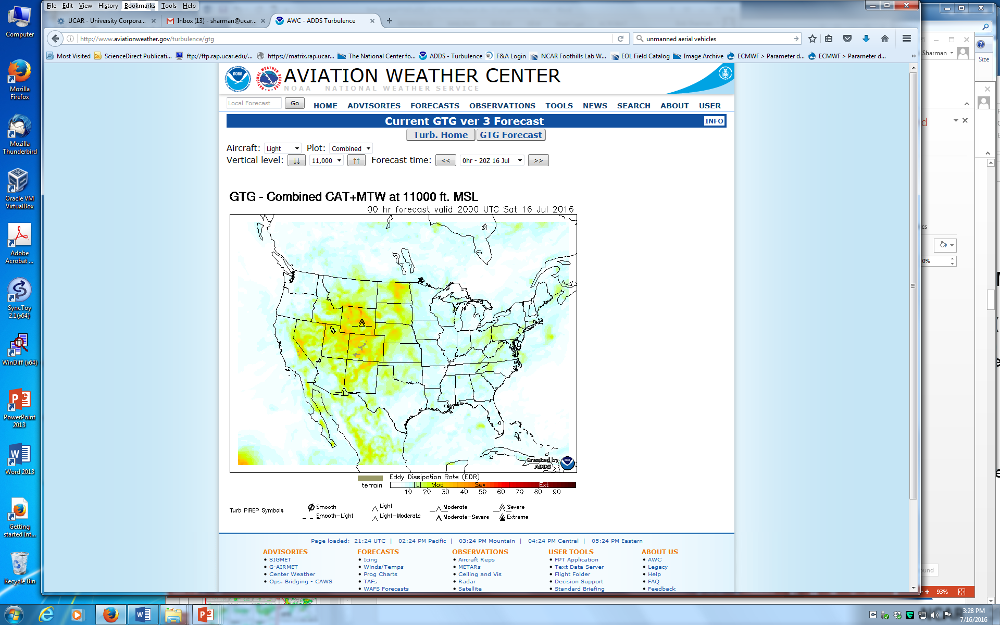 File Edit View History Bookmarks Tools Help
UCAR - University Corpora... Inbox (13) - sharman@ucar... AWC - ADDS Turbulence
http://www.aviationweather.gov/turbulence/gtg
unmanned aerial vehicles
Most Visited ScienceDirect Publicati... ftp://ftp.rap.ucar.edu/... https://matrix.rap.ucar... The National Center fo... ADDS - Turbulence F&A Login NCAR Foothills Lab W... EOL Field Catalog Image Archive ECMWF > Parameter d... ECMWF > Parameter d... »
Sharman
Size
AVIATION WEATHER CENTER
NOAA NATIONAL WEATHER SERVICE
Local Forecast Go HOME ADVISORIES FORECASTS OBSERVATIONS TOOLS NEWS SEARCH ABOUT USER
Current GTG ver 3 Forecast INFO
Turb. Home GTG Forecast
Aircraft: Light Plot: Combined
Vertical level: ↓↓ 11,000 ↑↑ Forecast time: << 0hr - 20Z 16 Jul >>
GTG - Combined CAT+MTW at 11000 ft. MSL
00 hr forecast valid 2000 UTC Sat 16 Jul 2016
Created by
ADDS
Eddy Dissipation Rate (EDR)
terrain
L Mod Sev Ext
10 20 30 40 50 60 70 80 90
Turb PIREP Symbols
Smooth Light Moderate Severe
Smooth-Light Light-Moderate Moderate-Severe Extreme
Page loaded: 21:24 UTC | 02:24 PM Pacific | 03:24 PM Mountain | 04:24 PM Central | 05:24 PM Eastern
ADVISORIES
SIGMET
G-AIRMET
Center Weather
Ops. Bridging - CAWS
FORECASTS
Icing
Winds/Temps
Prog Charts
TAFs
WAFS Forecasts
OBSERVATIONS
Aircraft Reps
METARs
Ceiling and Vis
Radar
Satellite
USER TOOLS
FPT Application
Text Data Server
Flight Folder
Decision Support
Standard Briefing
ABOUT US
AWC
Legacy
Help
FAQ
Feedback
Computer
Mozilla
Firefox
Mozilla
Thunderbird
Oracle VM
VirtualBox
Adobe
Acrobat ...
SyncToy
2.1(x64)
WinDiff (x64)
PowerPoint
2013
Word 2013
Getting
started Int...
Recycle Bin
0%
93%
3:28 PM
7/16/2016